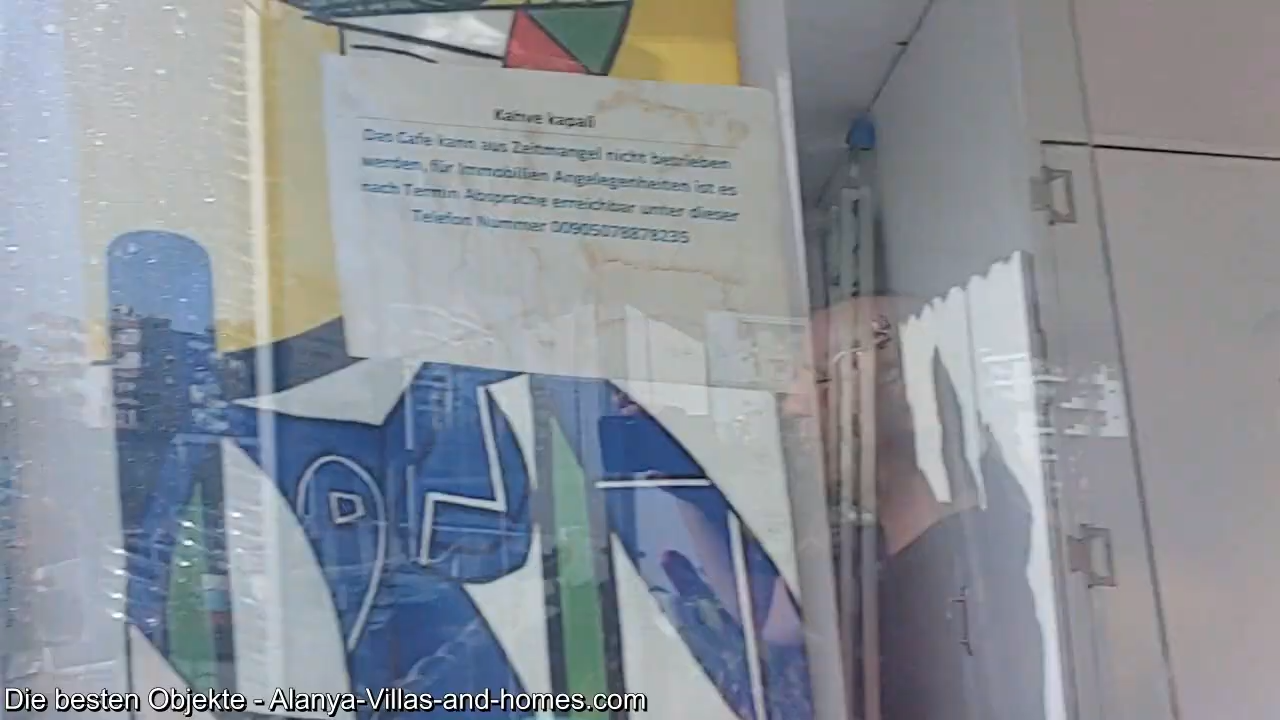 Kahve kapali
Das Cafe kann aus Zeitmangel nicht betrieben
werden, für Immobilien Angelegenheiten ist es
nach Termin Absprache erreichbar unter dieser
Telefon Nummer 00905078878235
Die besten Objekte - Alanya-Villas-and-homes.com